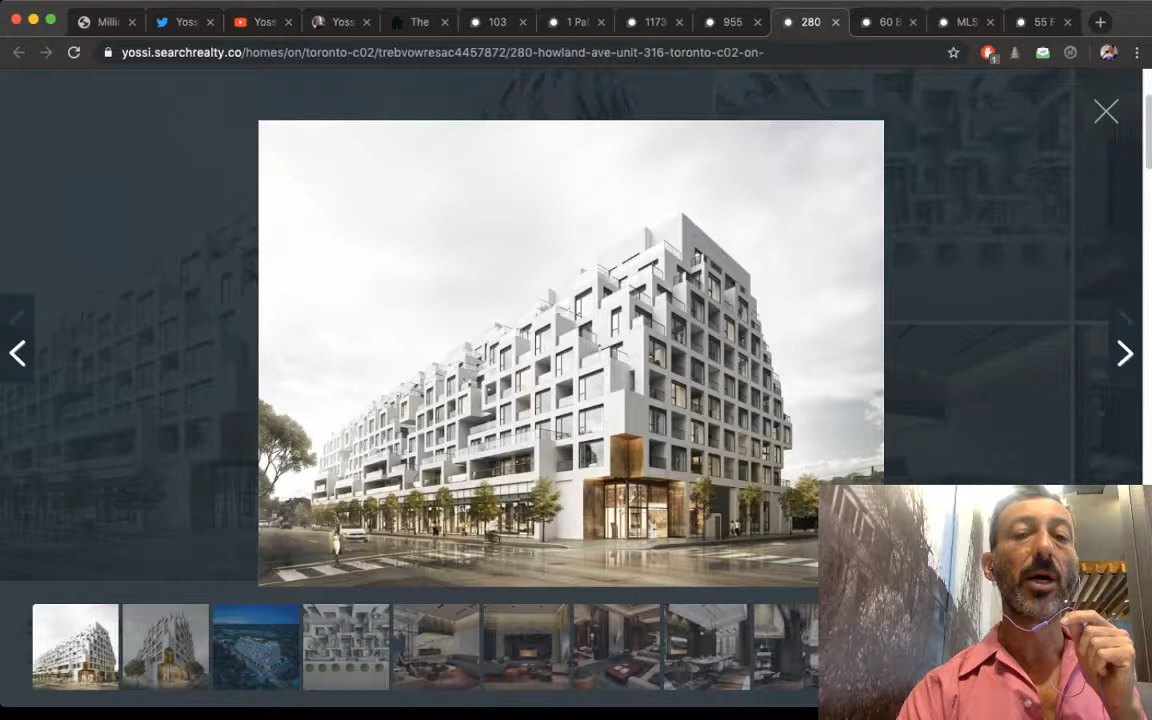 Millic
Yoss
Yoss
Yoss
The
103
1 Pal
1173
955
280
60 B
MLS
55 F
yossi.searchrealty.co/homes/on/toronto-c02/trebvowresac4457872/280-howland-ave-unit-316-toronto-c02-on-
1